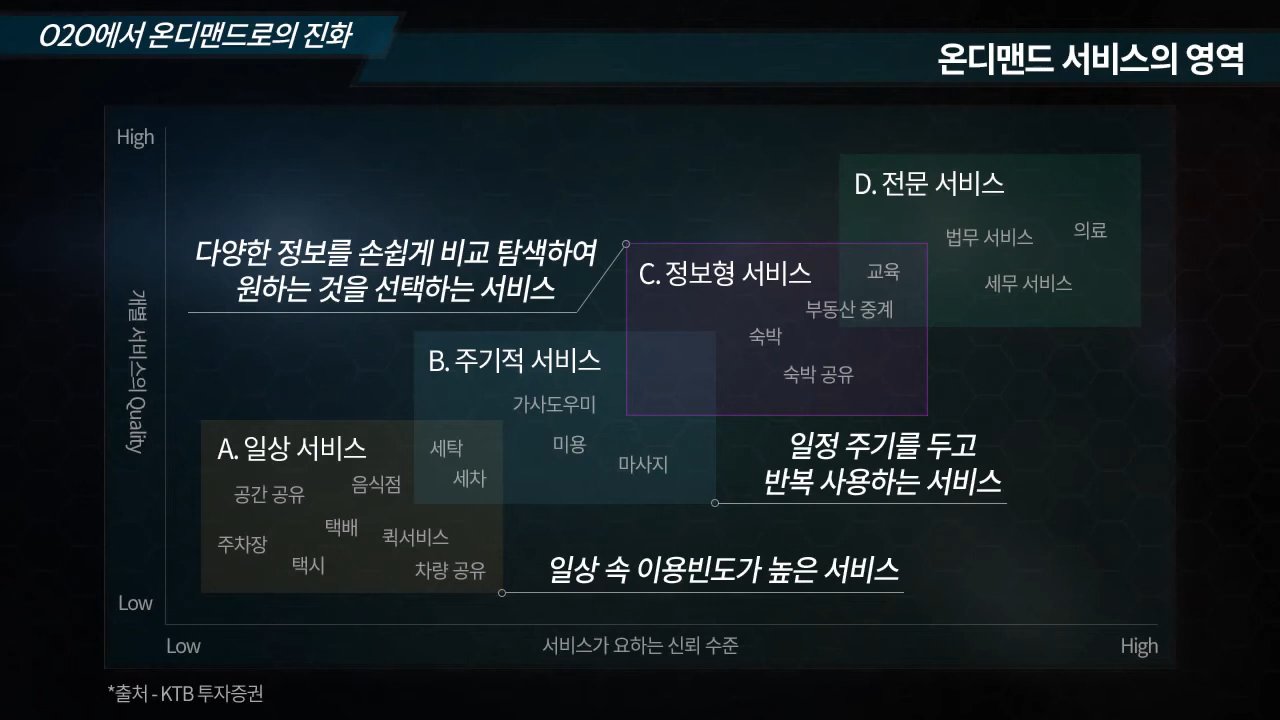 O2O에서 온디맨드로의 진화
온디맨드 서비스의 영역
High
개별 서비스의 Quality
Low
Low
서비스가 요하는 신뢰 수준
High
D. 전문 서비스
법무 서비스
의료
세무 서비스
다양한 정보를 손쉽게 비교 탐색하여
원하는 것을 선택하는 서비스
C. 정보형 서비스
교육
부동산 중계
숙박
숙박 공유
B. 주기적 서비스
가사도우미
미용
마사지
세탁
세차
일정 주기를 두고
반복 사용하는 서비스
A. 일상 서비스
공간 공유
음식점
택배
주차장
퀵서비스
택시
차량 공유
일상 속 이용빈도가 높은 서비스
*출처 - KTB 투자증권